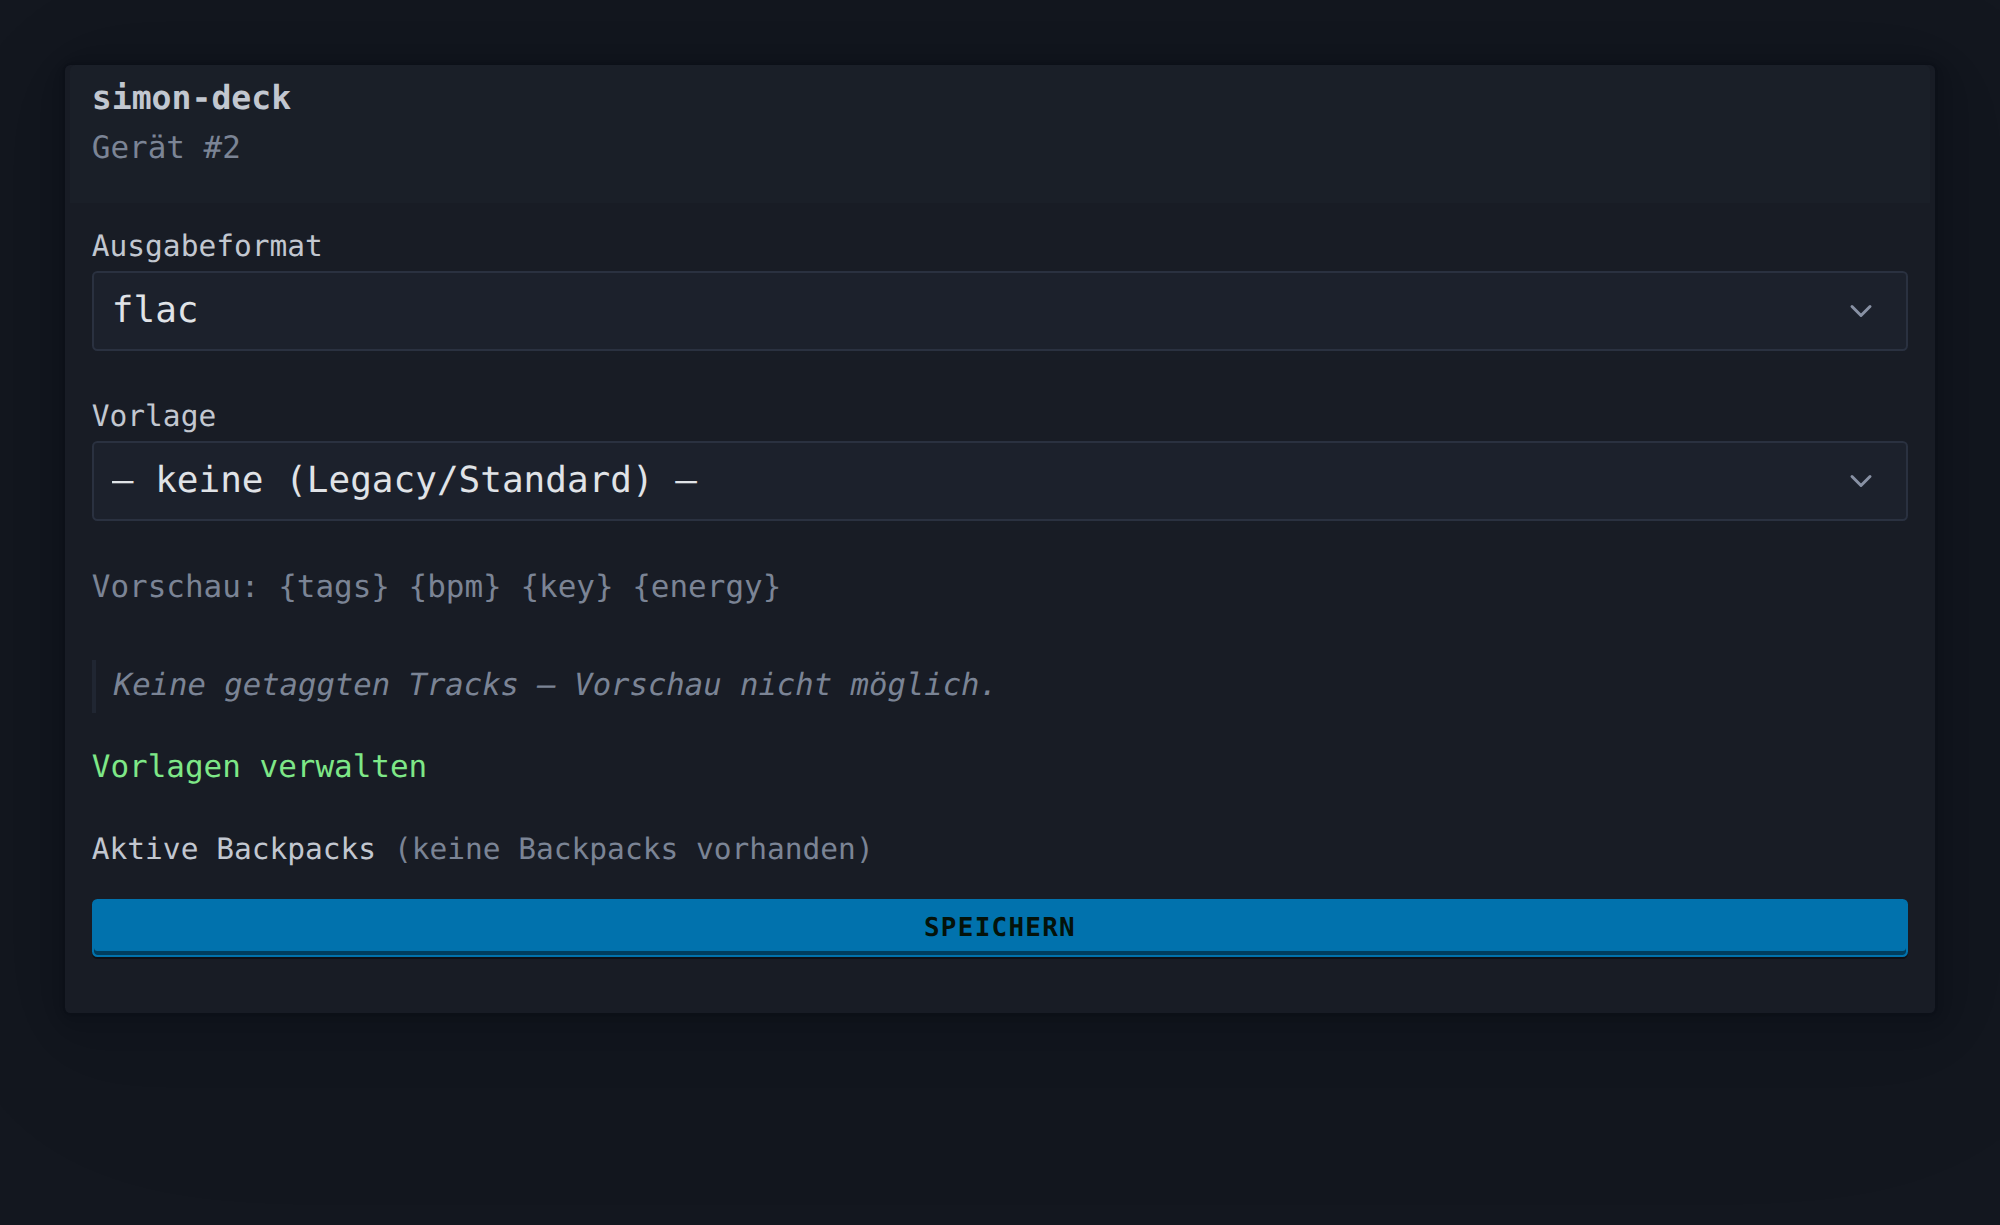 simon-deck
Gerät #2
Ausgabeformat
flac
Vorlage
— keine (Legacy/Standard) —
Vorschau: {tags} {bpm} {key} {energy}
Keine getaggten Tracks — Vorschau nicht möglich.
Vorlagen verwalten
Aktive Backpacks (keine Backpacks vorhanden)
SPEICHERN